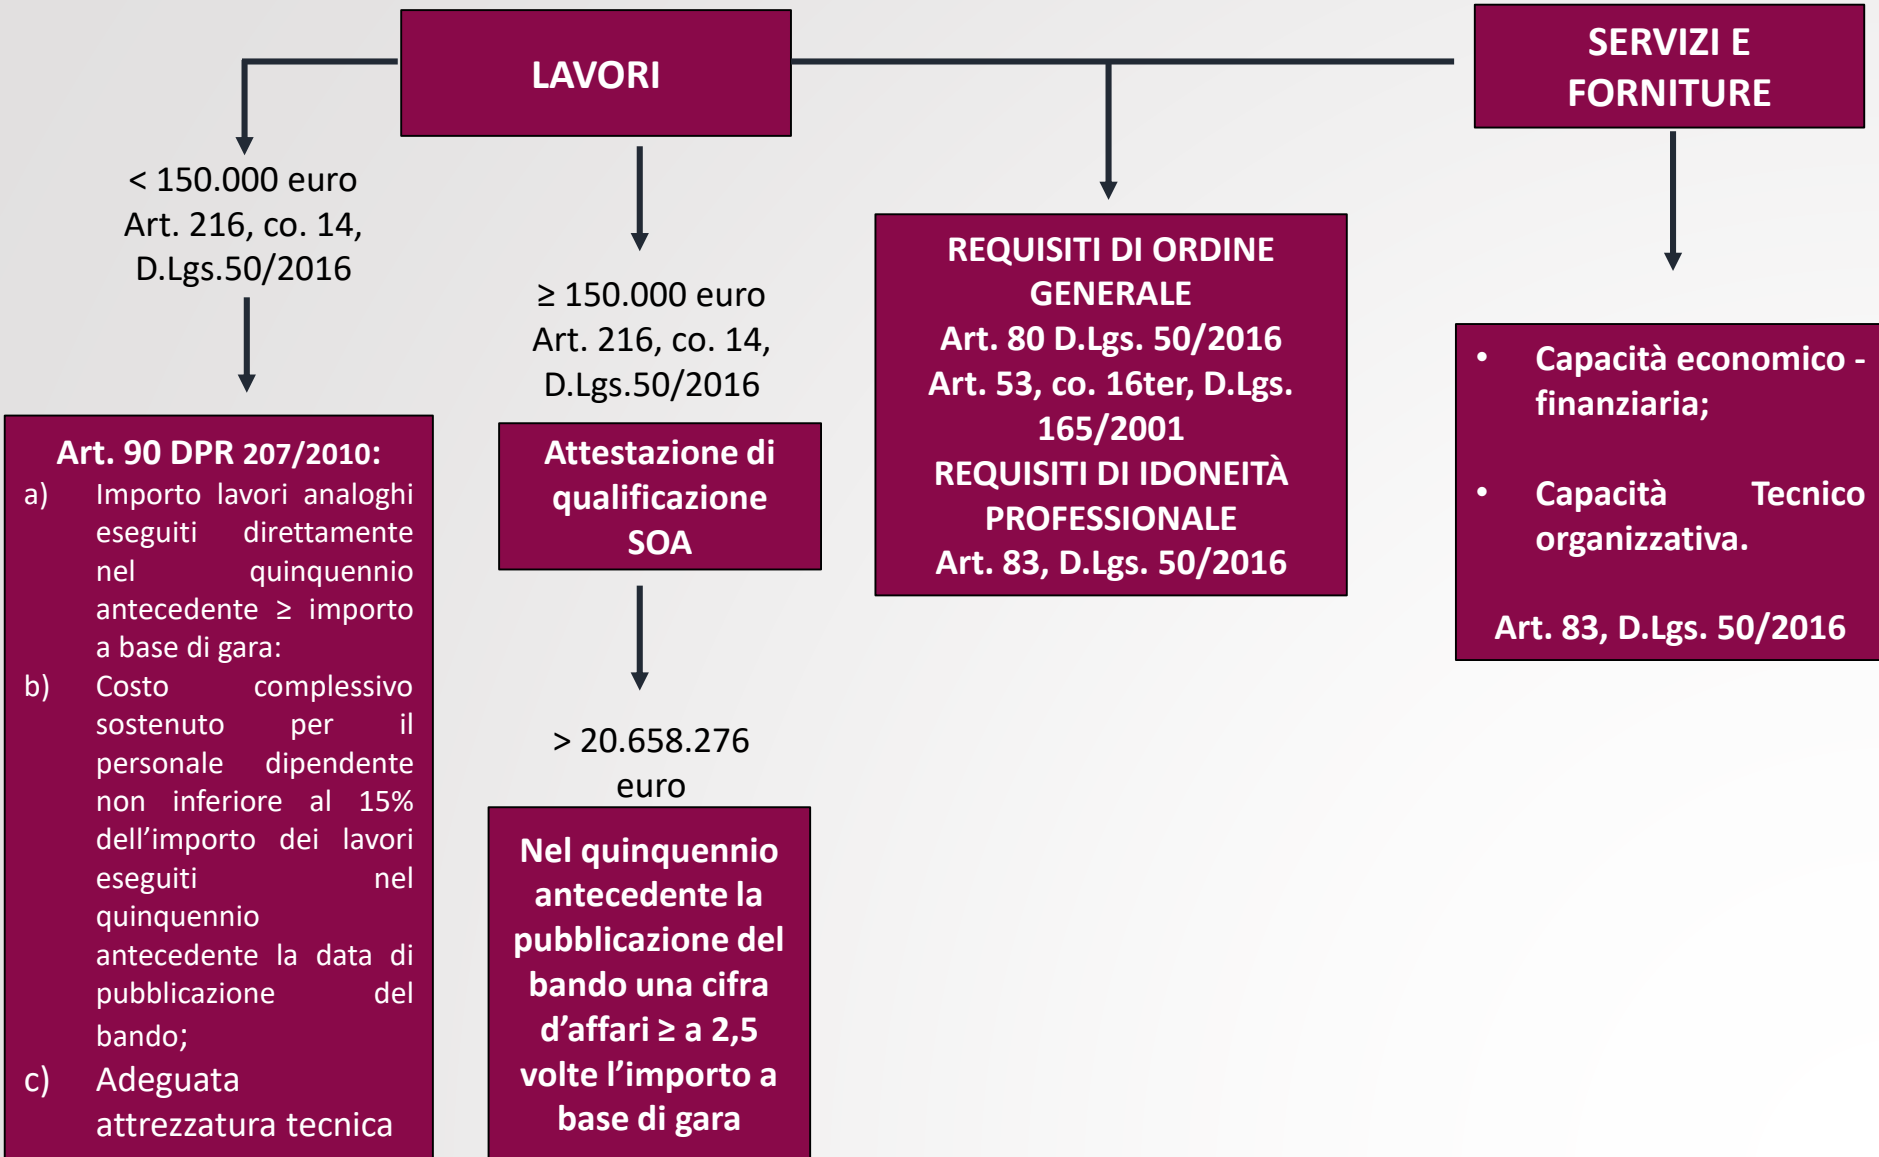 LAVORI
SERVIZI E
FORNITURE
< 150.000 euro
Art. 216, co. 14,
D.Lgs.50/2016
≥ 150.000 euro
Art. 216, co. 14,
D.Lgs.50/2016
REQUISITI DI ORDINE
GENERALE
Art. 80 D.Lgs. 50/2016
Art. 53, co. 16ter, D.Lgs.
165/2001
REQUISITI DI IDONEITÀ
PROFESSIONALE
Art. 83, D.Lgs. 50/2016
• Capacità economico -
finanziaria;
• Capacità Tecnico
organizzativa.
Art. 83, D.Lgs. 50/2016
Art. 90 DPR 207/2010:
a) Importo lavori analoghi
eseguiti direttamente
nel quinquennio
antecedente ≥ importo
a base di gara:
b) Costo complessivo
sostenuto per il
personale dipendente
non inferiore al 15%
dell’importo dei lavori
eseguiti nel
quinquennio
antecedente la data di
pubblicazione del
bando;
c) Adeguata
attrezzatura tecnica
Attestazione di
qualificazione
SOA
> 20.658.276
euro
Nel quinquennio
antecedente la
pubblicazione del
bando una cifra
d’affari ≥ a 2,5
volte l’importo a
base di gara